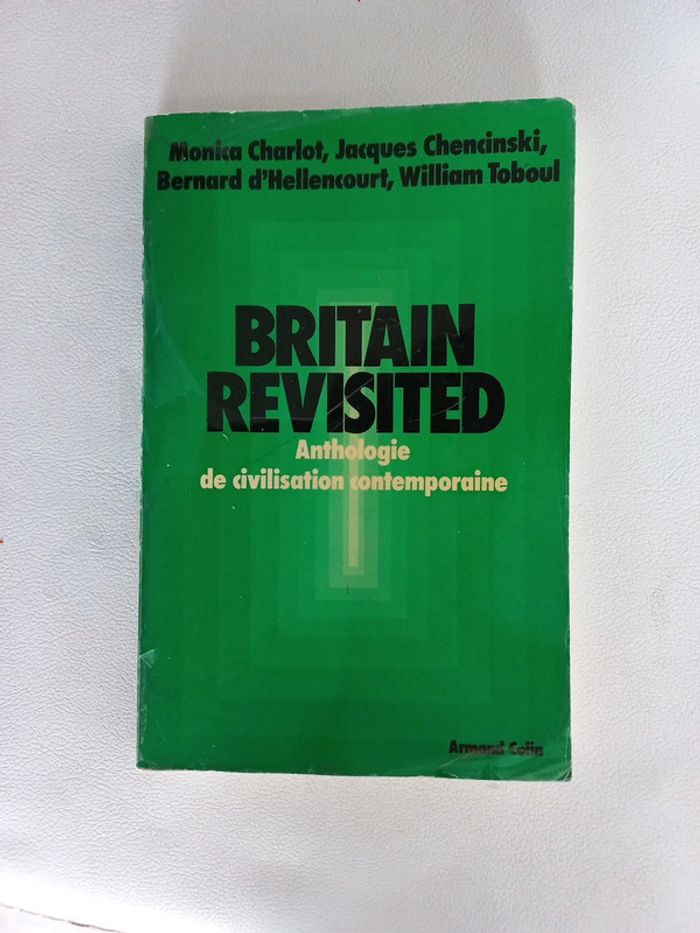 Monica Charlot, Jacques Chencinski,
Bernard d'Hellencourt, William Toboul
BRITAIN
REVISITED
Anthologie
de civilisation contemporaine
Armand Colin